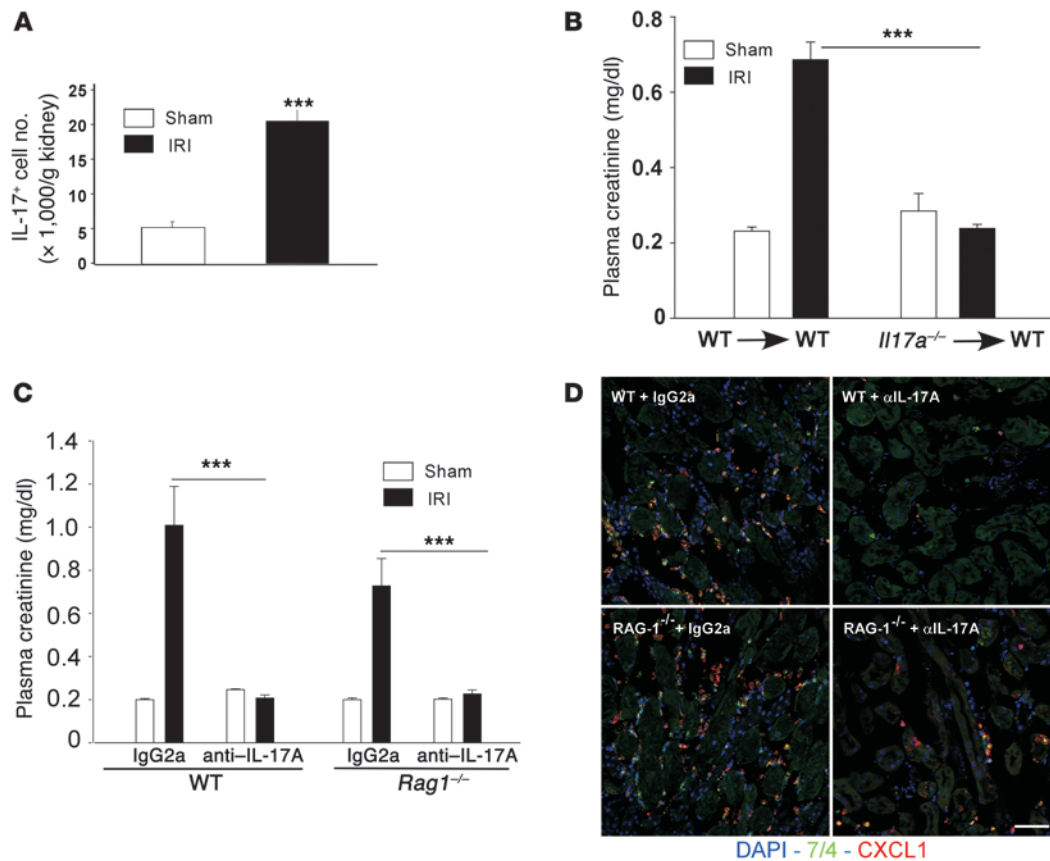 A
IL-17⁺ cell no.
(× 1,000/g kidney)
25
20
15
10
5
0
Sham
IRI
***
B
Plasma creatinine (mg/dl)
0.8
0.6
0.4
0.2
0
Sham
IRI
***
WT → WT
Il17a⁻/⁻ → WT
C
Plasma creatinine (mg/dl)
1.4
1.2
1.0
0.8
0.6
0.4
0.2
0
***
Sham
IRI
***
IgG2a anti–IL-17A IgG2a anti–IL-17A
WT Rag1⁻/⁻
D
WT + IgG2a
WT + αIL-17A
RAG-1⁻/⁻ + IgG2a
RAG-1⁻/⁻ + αIL-17A
DAPI - 7/4 - CXCL1